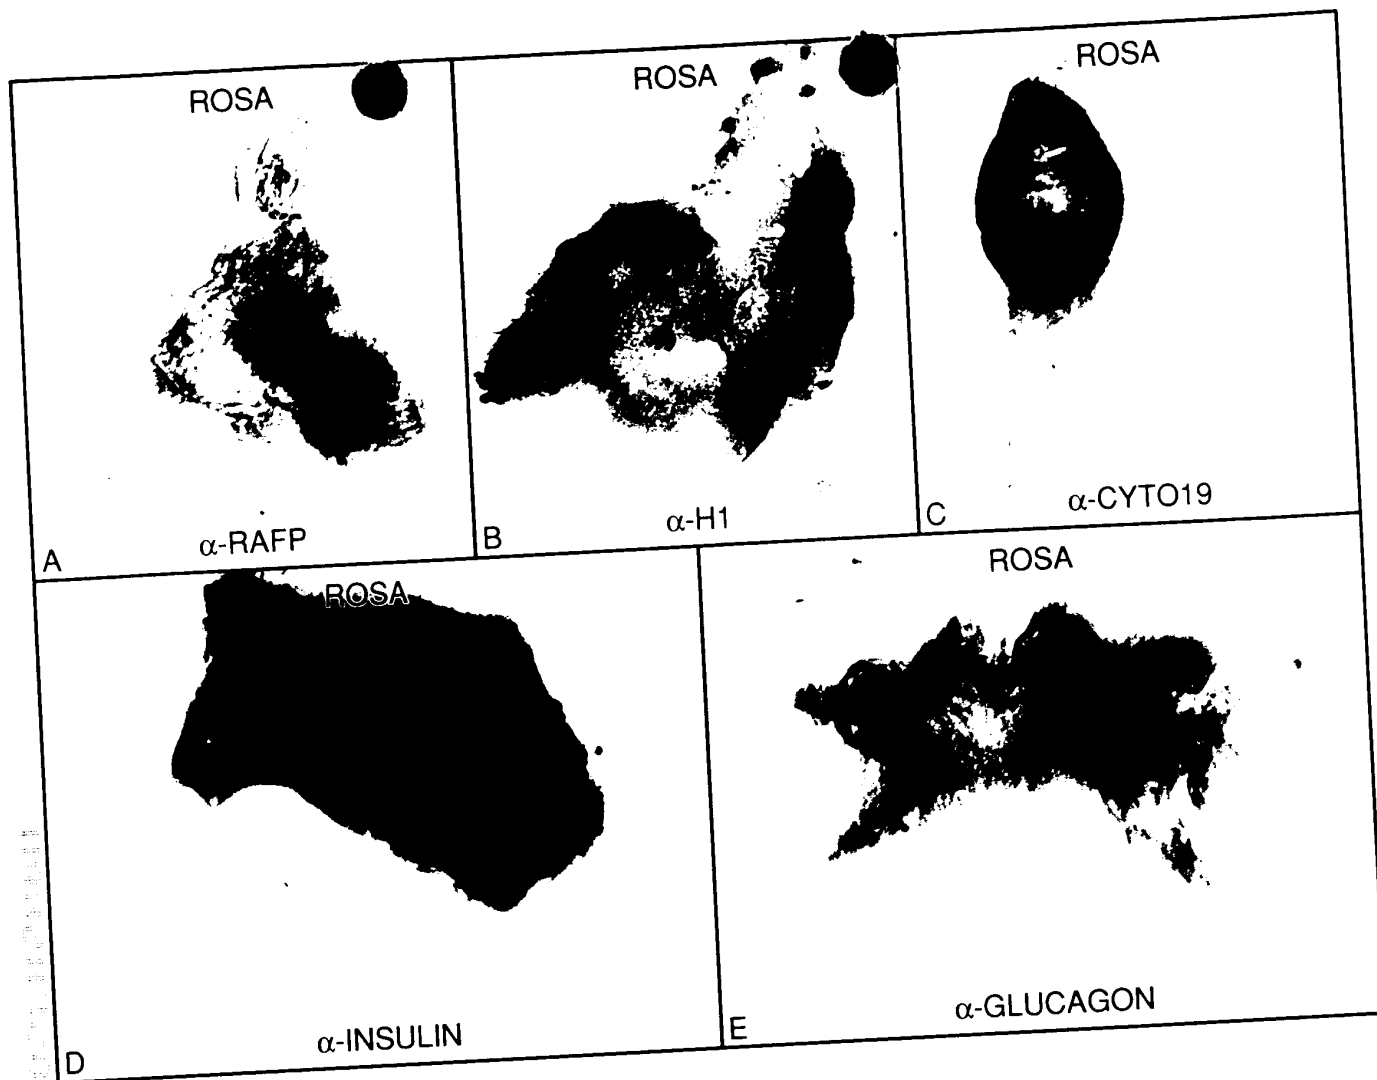 ROSA
α-RAFP
A
ROSA
α-H1
B
ROSA
α-CYTO19
C
ROSA
α-INSULIN
D
ROSA
α-GLUCAGON
E